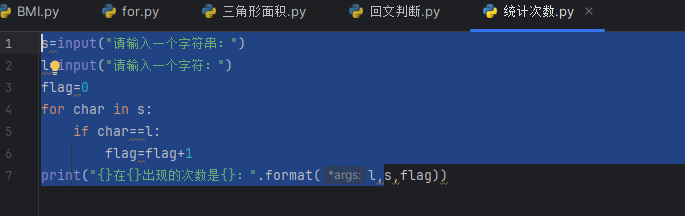 BMI.py for.py 三角形面积.py 回文判断.py 统计次数.py
1 s=input("请输入一个字符串：")
2 l=input("请输入一个字符：")
3 flag=0
4 for char in s:
5 if char==l:
6 flag=flag+1
7 print("{}在{}出现的次数是{}：".format( *args: l,s,flag))